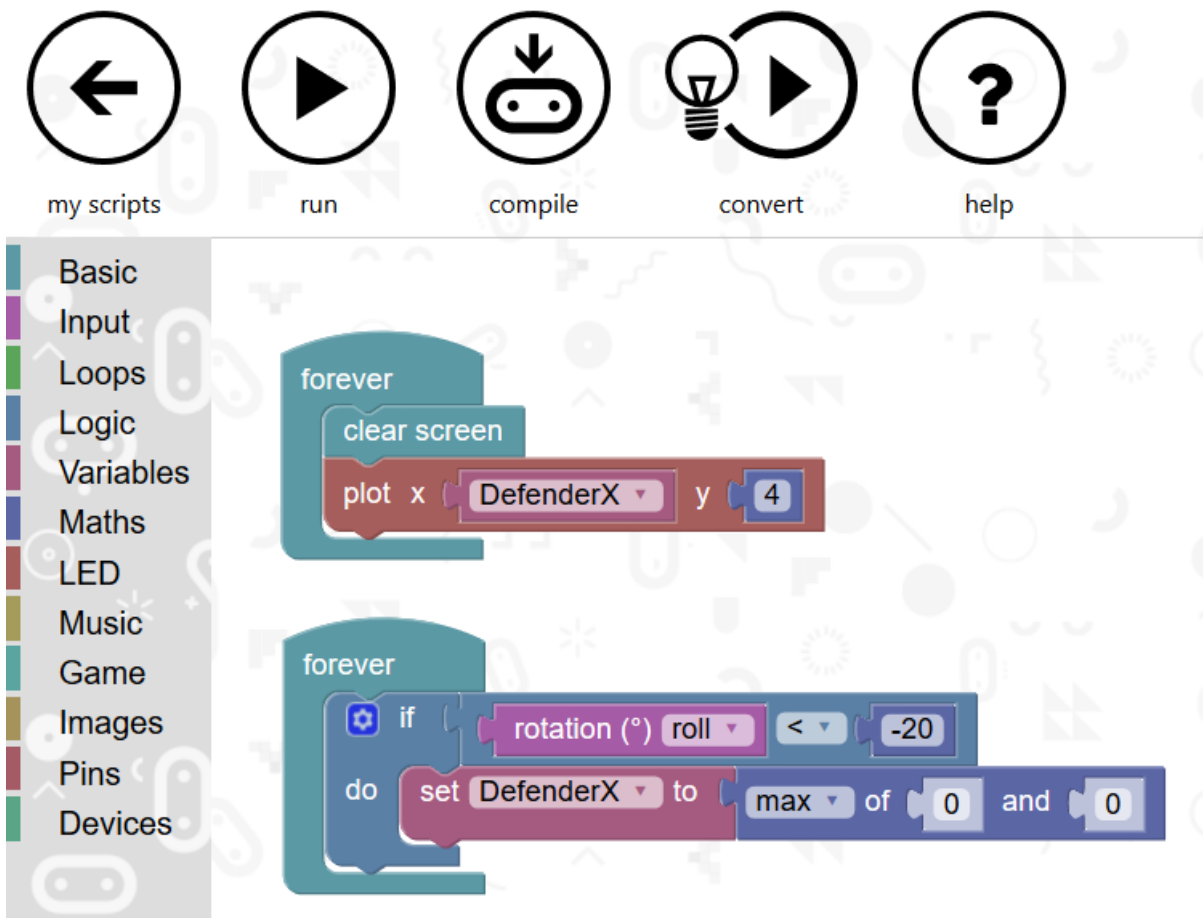 my scripts
run
compile
convert
help
Basic
Input
Loops
Logic
Variables
Maths
LED
Music
Game
Images
Pins
Devices
forever
clear screen
plot x DefenderX y 4
forever
if rotation (°) roll < -20
do set DefenderX to max of 0 and 0